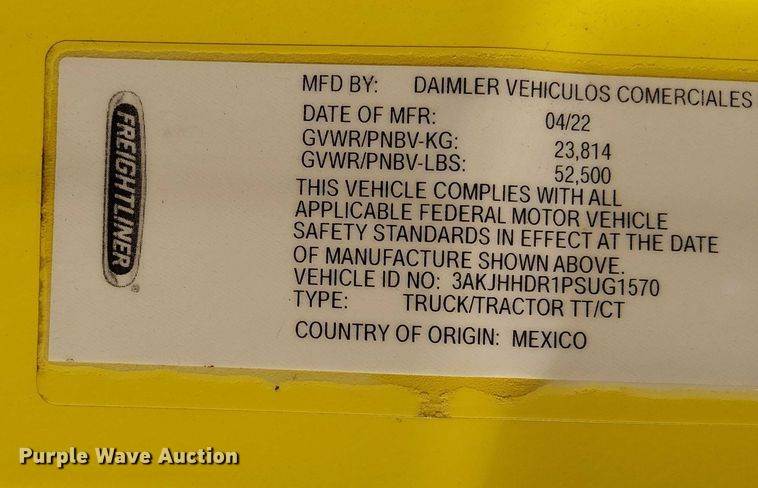 FREIGHTLINER
®
MFD BY: DAIMLER VEHICULOS COMERCIALES
DATE OF MFR: 04/22
GVWR/PNBV-KG: 23,814
GVWR/PNBV-LBS: 52,500
THIS VEHICLE COMPLIES WITH ALL
APPLICABLE FEDERAL MOTOR VEHICLE
SAFETY STANDARDS IN EFFECT AT THE DATE
OF MANUFACTURE SHOWN ABOVE.
VEHICLE ID NO: 3AKJHHDR1PSUG1570
TYPE: TRUCK/TRACTOR TT/CT
COUNTRY OF ORIGIN: MEXICO
Purple Wave Auction